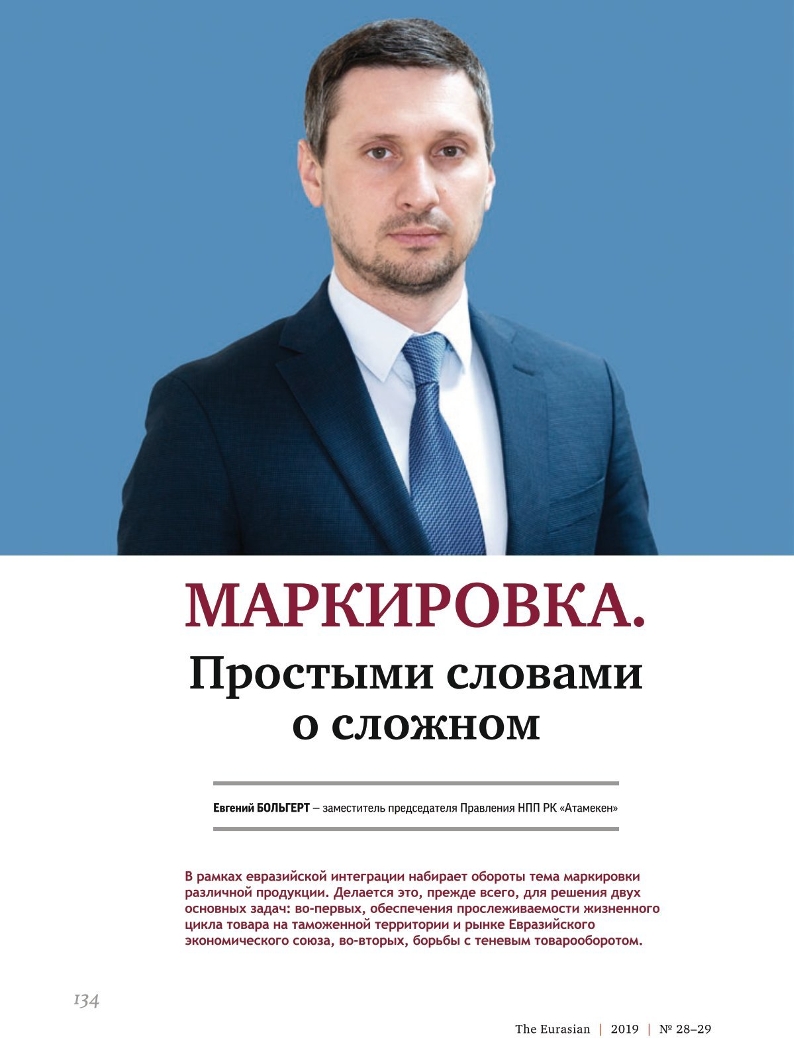 МАРКИРОВКА.
Простыми словами
о сложном
Евгений БОЛЬГЕРТ – заместитель председателя Правления НПП РК «Атамекен»
В рамках евразийской интеграции набирает обороты тема маркировки
различной продукции. Делается это, прежде всего, для решения двух
основных задач: во-первых, обеспечения прослеживаемости жизненного
цикла товара на таможенной территории и рынке Евразийского
экономического союза, во-вторых, борьбы с теневым товарооборотом.
134
The Eurasian | 2019 | № 28–29